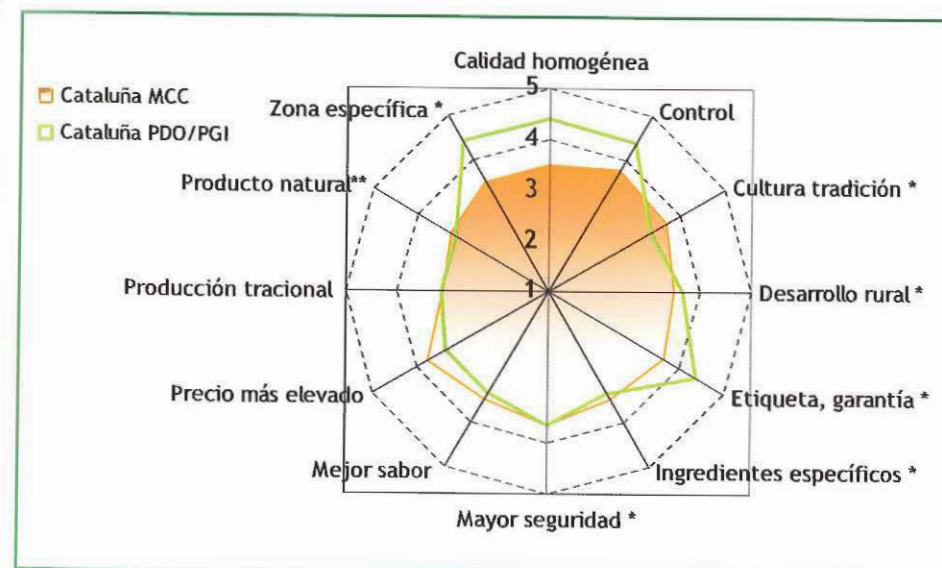 Calidad homogénea
Cataluña MCC
Cataluña PDO/PGI
Zona específica *
Control
Producto natural**
Cultura tradición *
Producción tracional
Desarrollo rural *
Precio más elevado
Etiqueta, garantía *
Mejor sabor
Ingredientes específicos *
Mayor seguridad *
5
4
3
2
1